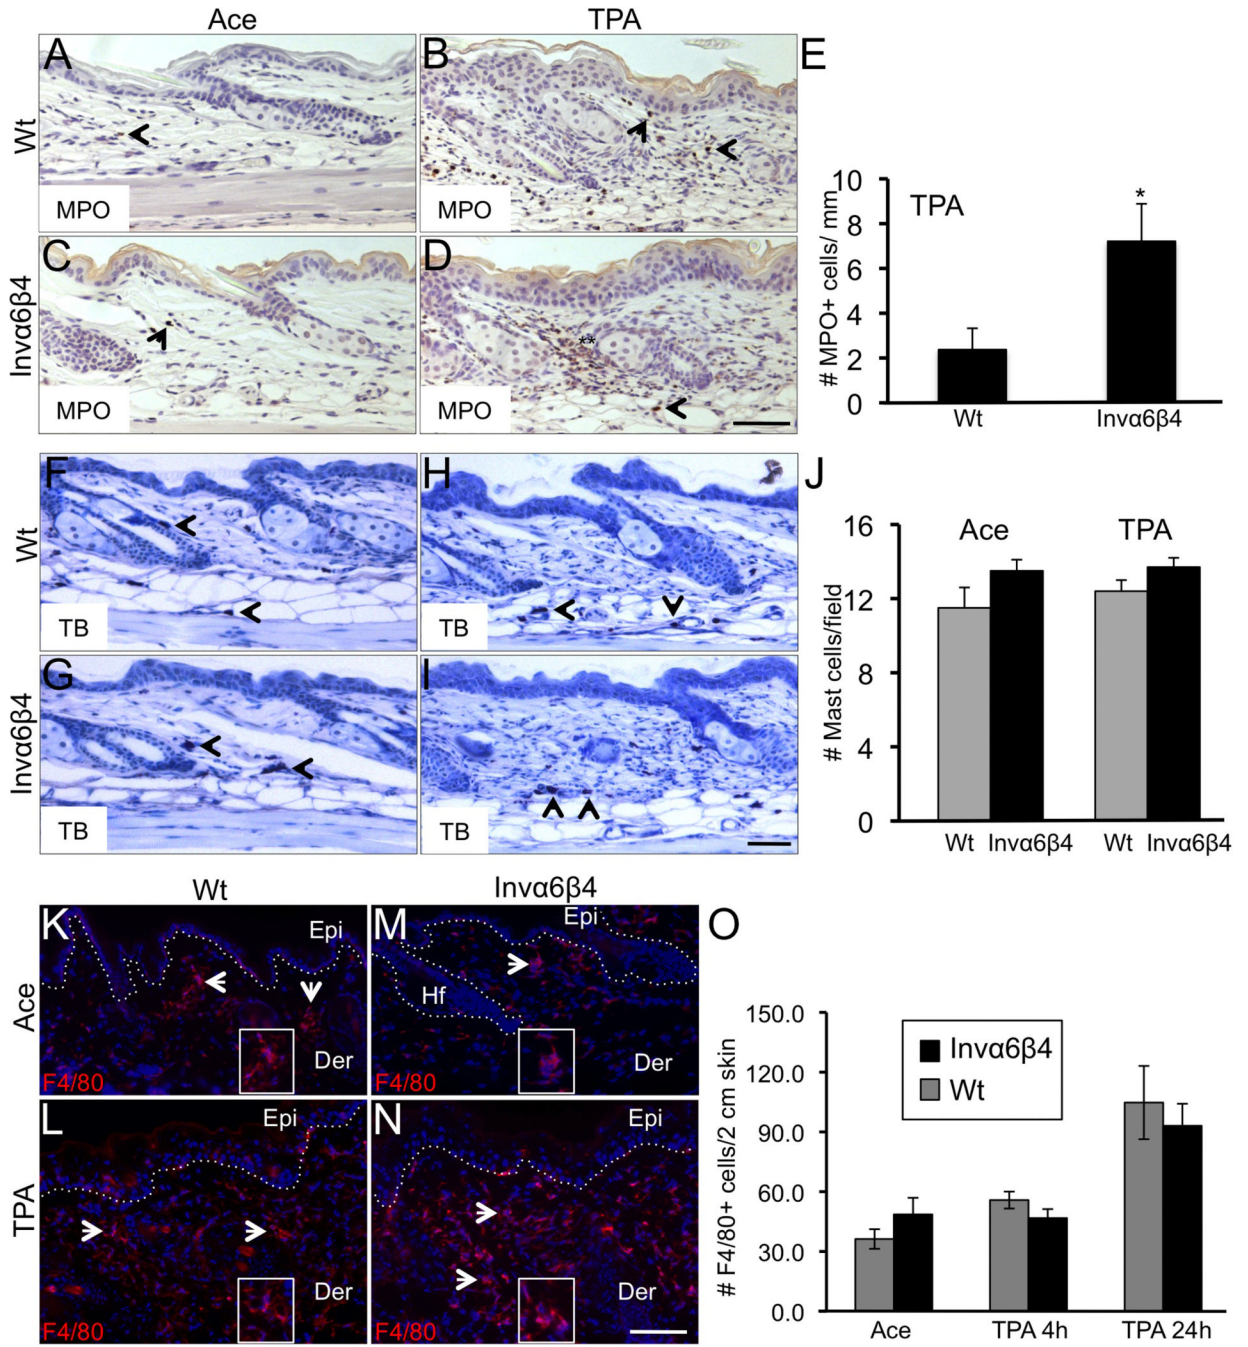 Ace
TPA
Wt
A
MPO
B
MPO
Invα6β4
C
MPO
D
**
MPO
E
# MPO+ cells/ mm
10
8
6
4
2
0
TPA
*
Wt
Invα6β4
Wt
F
TB
H
TB
Invα6β4
G
TB
I
TB
J
# Mast cells/field
16
12
8
4
0
Ace
TPA
Wt Invα6β4
Wt Invα6β4
Wt
Invα6β4
Ace
K
Epi
Der
F4/80
M
Epi
Hf
Der
F4/80
TPA
L
Epi
Der
F4/80
N
Epi
Der
F4/80
O
# F4/80+ cells/2 cm skin
150.0
120.0
90.0
60.0
30.0
0.0
Invα6β4
Wt
Ace
TPA 4h
TPA 24h